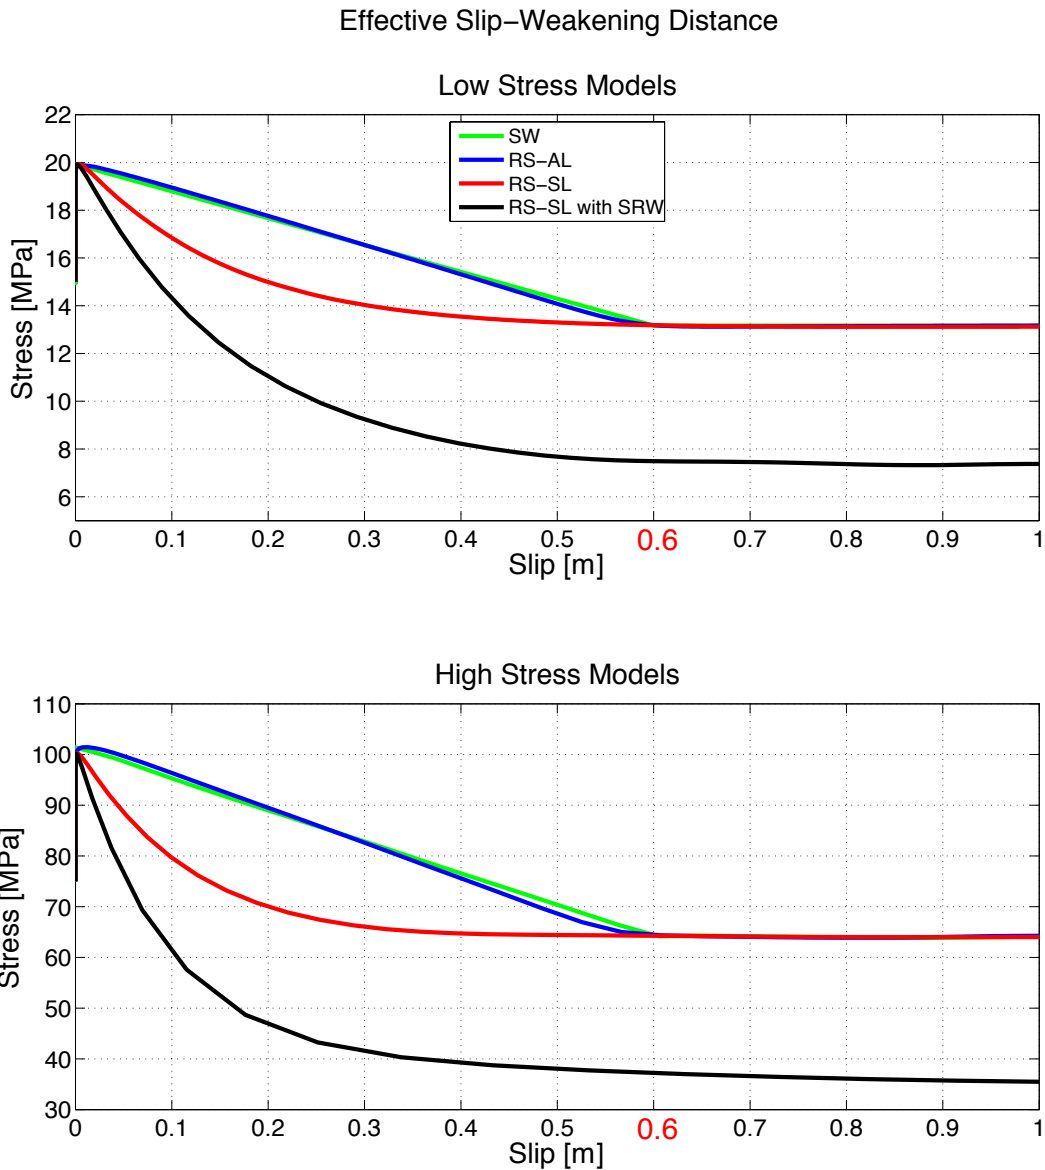 Effective Slip−Weakening Distance
Low Stress Models
22
20
18
16
14
12
10
8
6
Stress [MPa]
SW
RS−AL
RS−SL
RS−SL with SRW
0 0.1 0.2 0.3 0.4 0.5 0.6 0.7 0.8 0.9 1
Slip [m]
High Stress Models
110
100
90
80
70
60
50
40
30
Stress [MPa]
0 0.1 0.2 0.3 0.4 0.5 0.6 0.7 0.8 0.9 1
Slip [m]